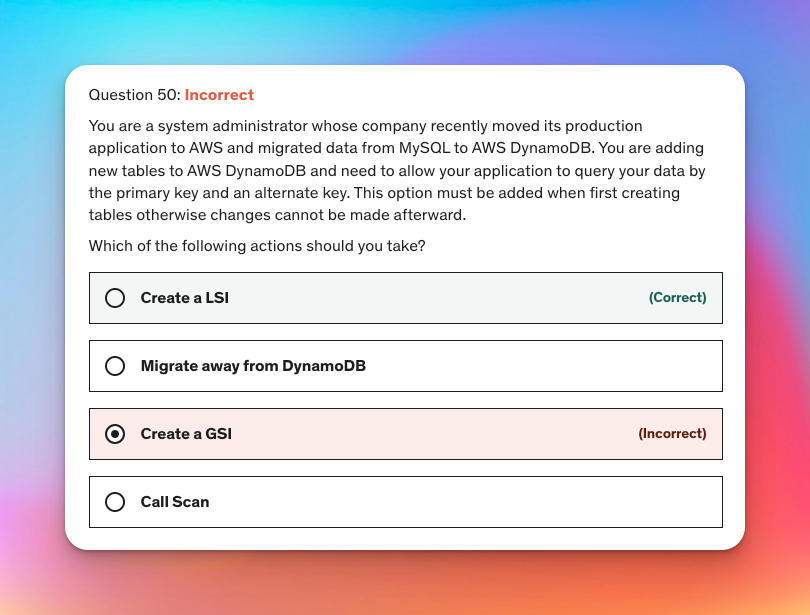 Question 50: Incorrect
You are a system administrator whose company recently moved its production
application to AWS and migrated data from MySQL to AWS DynamoDB. You are adding
new tables to AWS DynamoDB and need to allow your application to query your data by
the primary key and an alternate key. This option must be added when first creating
tables otherwise changes cannot be made afterward.
Which of the following actions should you take?
Create a LSI (Correct)
Migrate away from DynamoDB
Create a GSI (Incorrect)
Call Scan